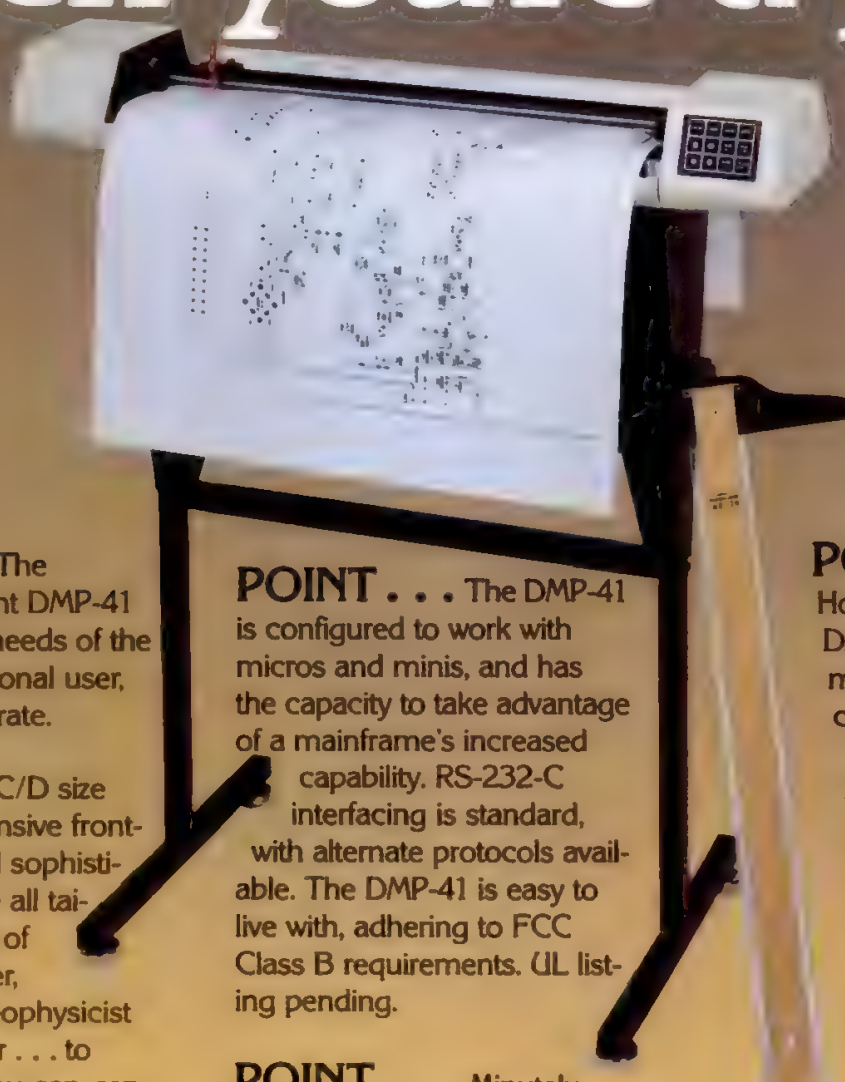 The
nt DMP-41
needs of the
onal user,
rate.
C/D size
nsive front-
d sophisti-
all tai-
of
er,
ophysicist
r . . . to
POINT . . . The DMP-41
is configured to work with
micros and minis, and has
the capacity to take advantage
of a mainframe's increased
capability. RS-232-C
interfacing is standard,
with alternate protocols avail-
able. The DMP-41 is easy to
live with, adhering to FCC
Class B requirements. UL list-
ing pending.
POINT Minutely
PO
Ho
D
m
c